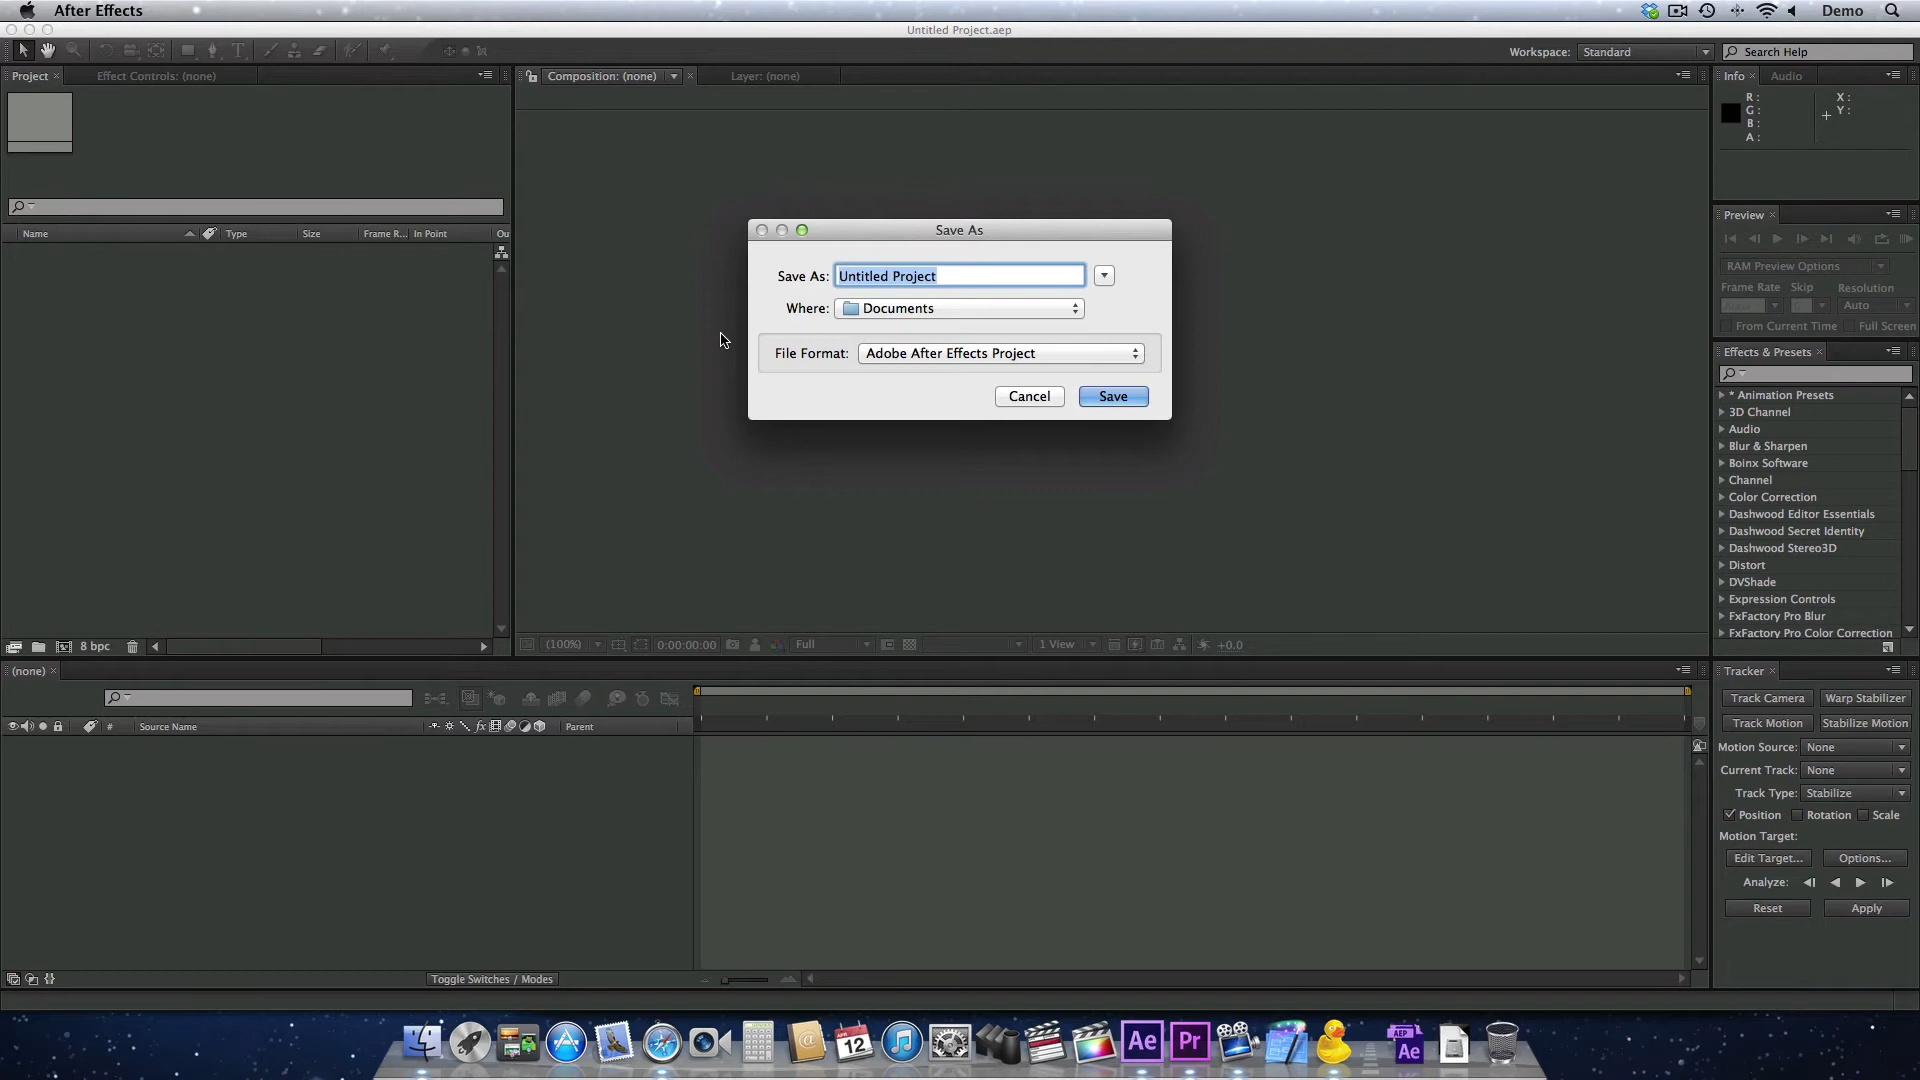 After Effects
Demo
Untitled Project.aep
Workspace: Standard
Search Help
Project
Effect Controls: (none)
Composition: (none)
Layer: (none)
Info
Audio
R :
G :
B :
A :
X :
Y :
Name
Type
Size
Frame R...
In Point
Ou
Save As
Save As: Untitled Project
Where: Documents
File Format: Adobe After Effects Project
Cancel
Save
Preview
RAM Preview Options
Frame Rate
Skip
Resolution
Auto
From Current Time
Full Screen
Effects & Presets
* Animation Presets
3D Channel
Audio
Blur & Sharpen
Boinx Software
Channel
Color Correction
Dashwood Editor Essentials
Dashwood Secret Identity
Dashwood Stereo3D
Distort
DVShade
Expression Controls
FxFactory Pro Blur
FxFactory Pro Color Correction
8 bpc
(100%)
0:00:00:00
Full
1 View
+0.0
(none)
#
Source Name
fx
Parent
Toggle Switches / Modes
Tracker
Track Camera
Warp Stabilizer
Track Motion
Stabilize Motion
Motion Source: None
Current Track: None
Track Type: Stabilize
Position
Rotation
Scale
Motion Target:
Edit Target...
Options...
Analyze:
Reset
Apply
APR
12
Ae
Pr
AEP
Ae